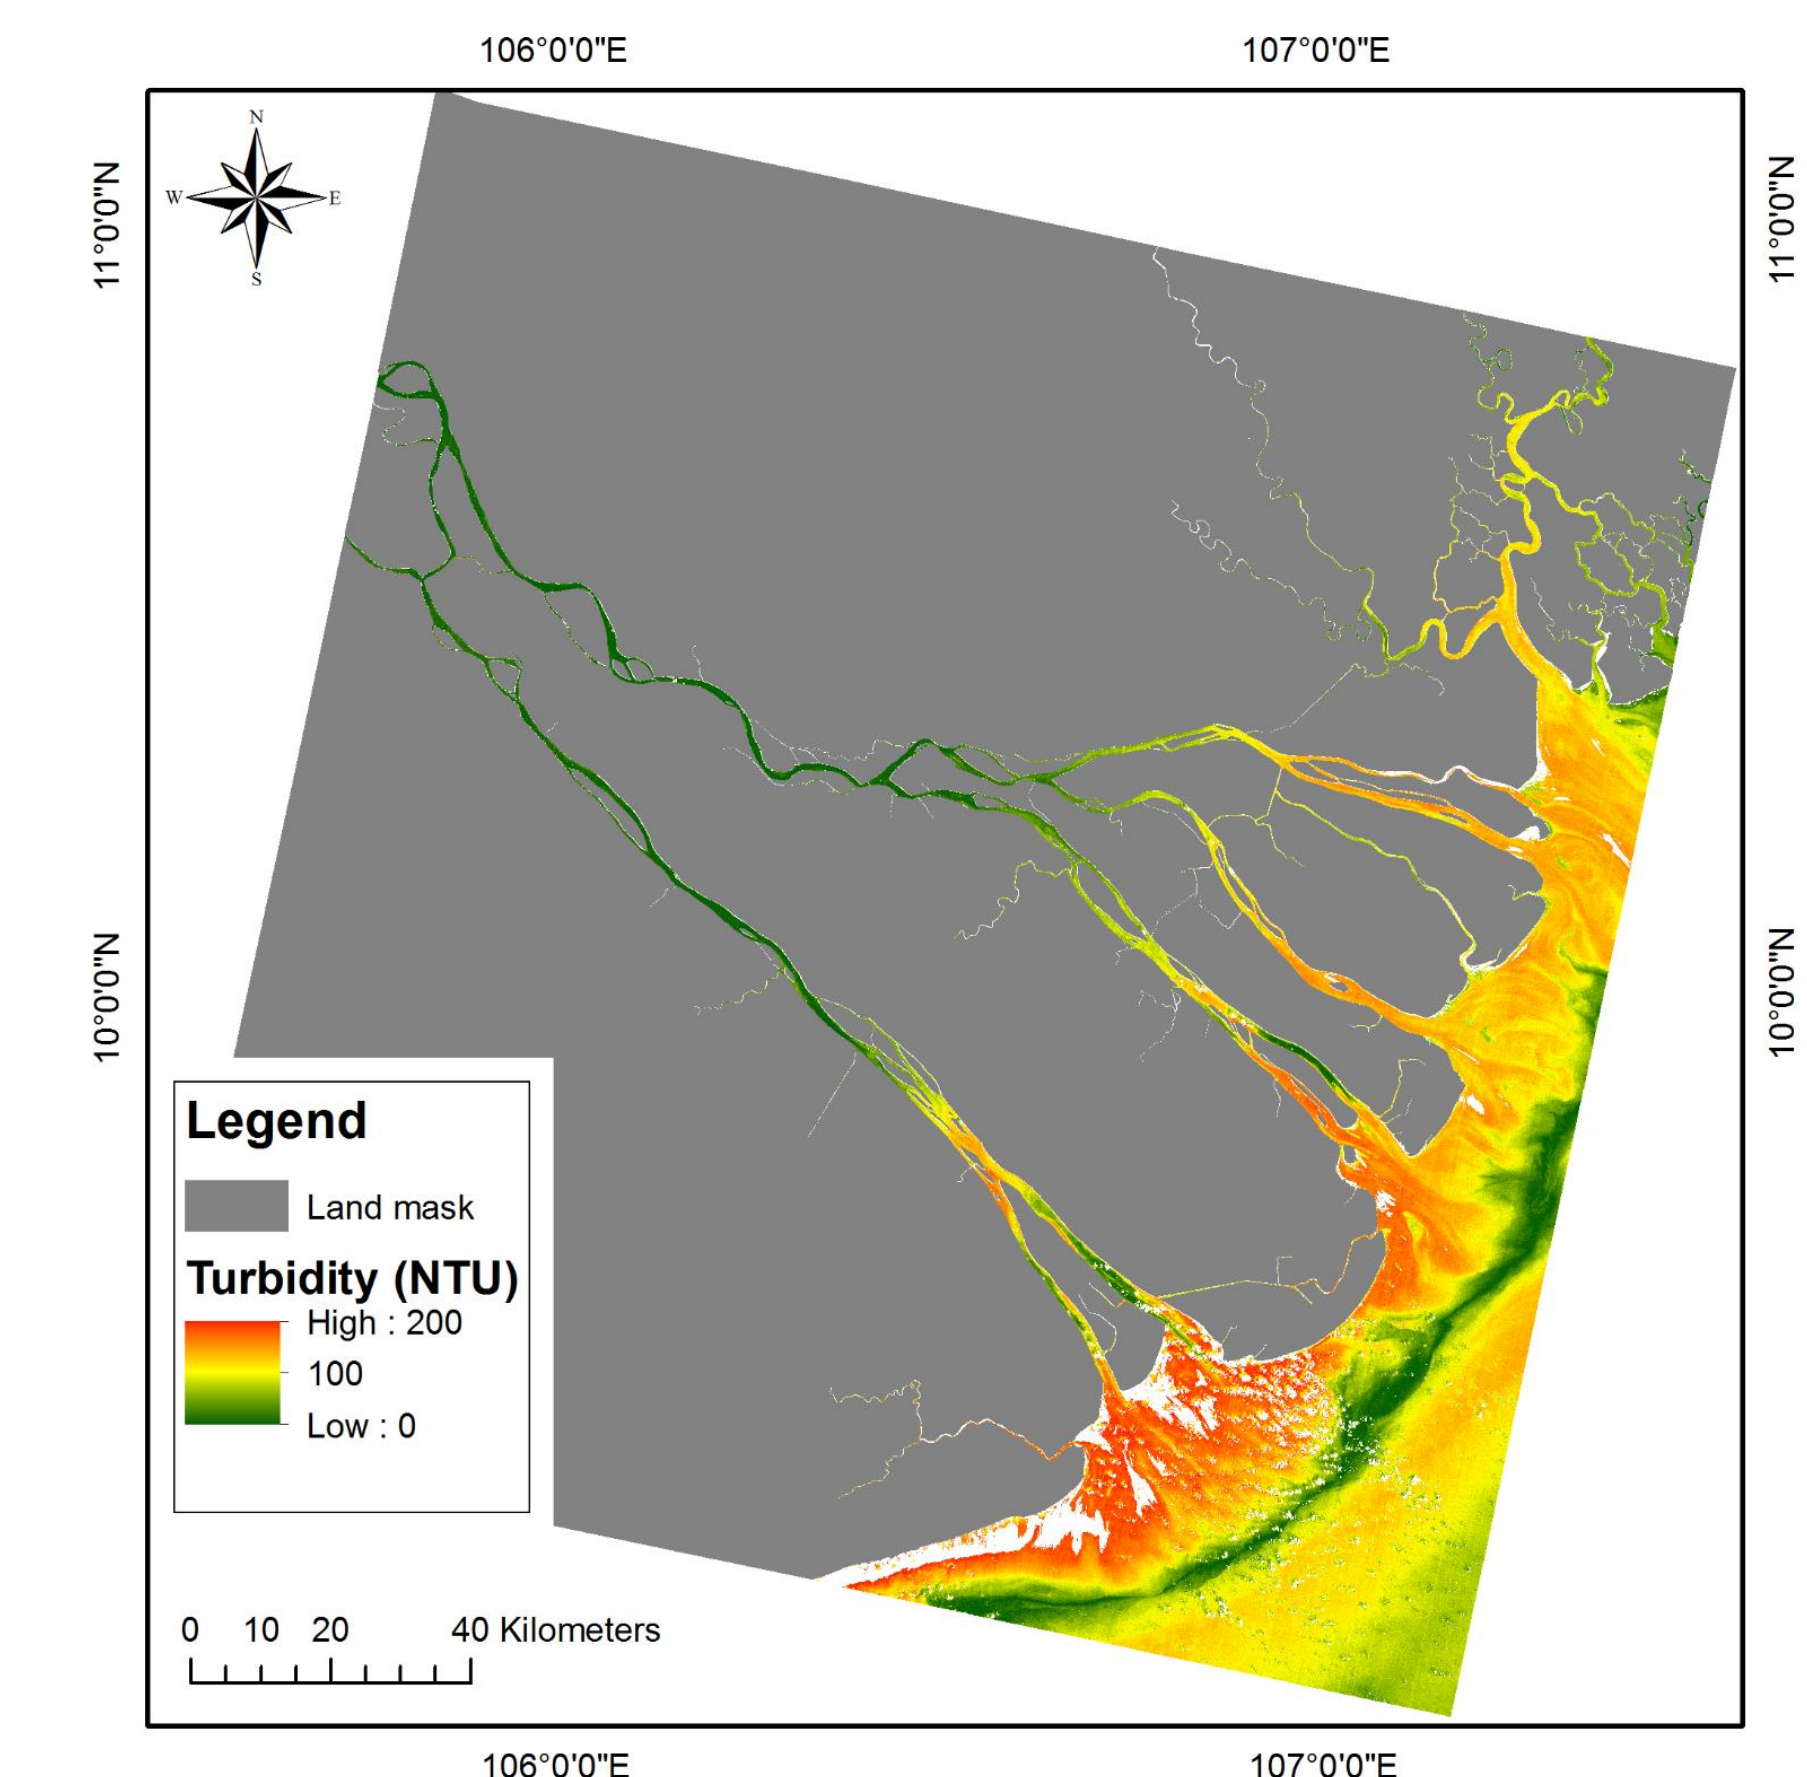 106°0'0"E 107°0'0"E
N
W E
S
11°0'0"N 11°0'0"N
10°0'0"N 10°0'0"N
Legend
Land mask
Turbidity (NTU)
High : 200
100
Low : 0
0 10 20 40 Kilometers
106°0'0"E 107°0'0"E